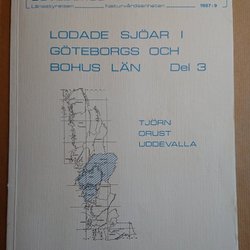 Länsstyrelsen Naturvårdsenheten 1987:9
LODADE SJÖAR I
GÖTEBORGS OCH
BOHUS LÄN Del 3
TJÖRN
ORUST
UDDEVALLA